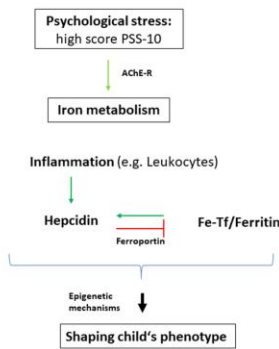 Psychological stress:
high score PSS-10
AChE-R
Iron metabolism
Inflammation (e.g. Leukocytes)
Hepcidin
Fe-Tf/Ferritin
Ferroportin
Epigenetic
mechanisms
Shaping child's phenotype